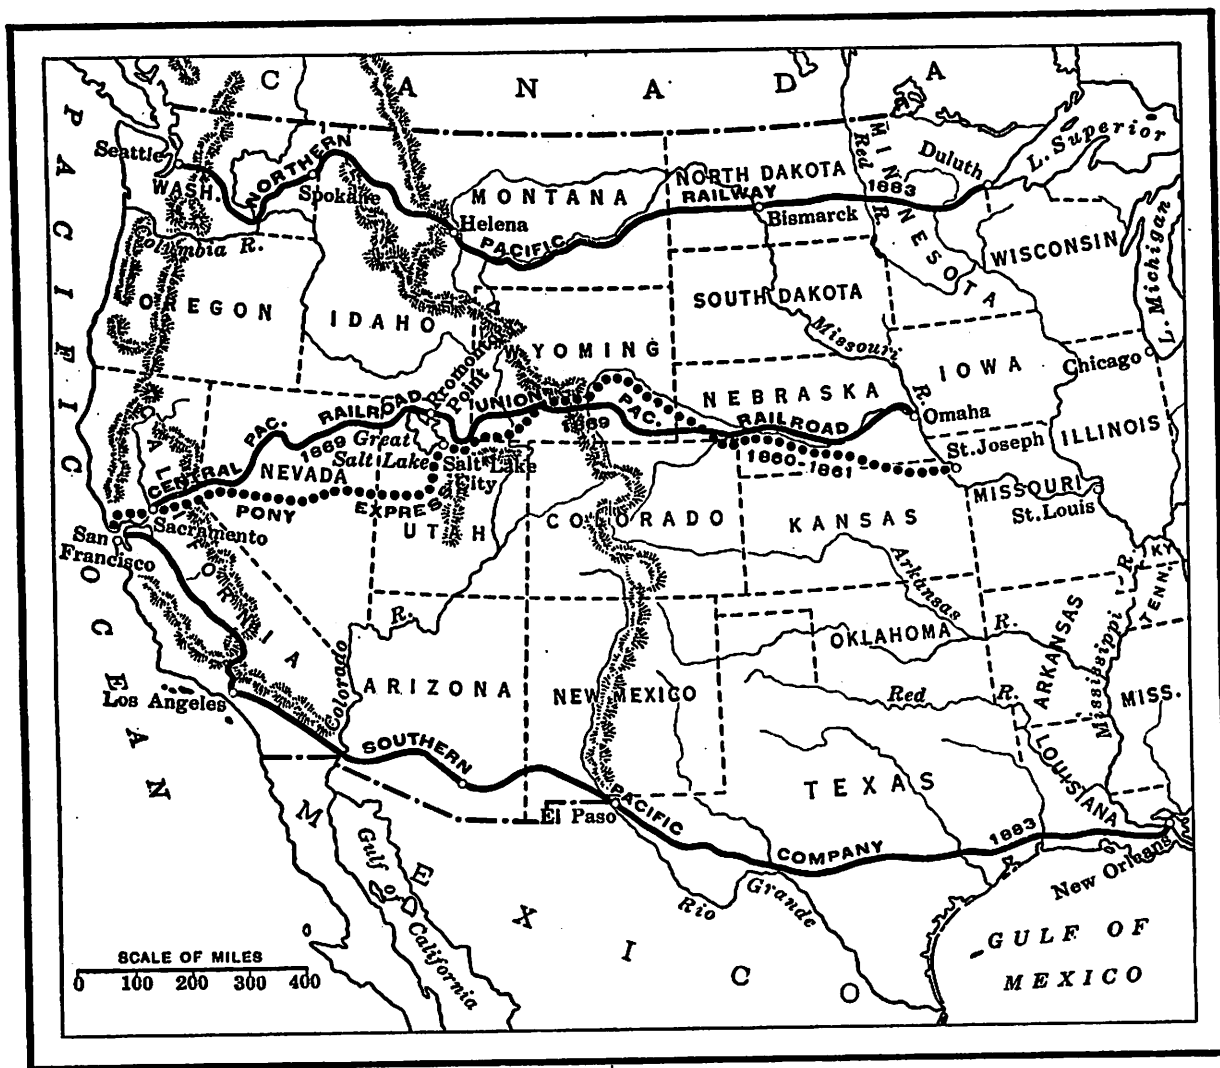 CANADA
PACIFIC OCEAN
Seattle
WASH.
NORTHERN
Spokane
MONTANA
Helena
PACIFIC
NORTH DAKOTA
RAILWAY
Bismarck
1883
Red R.
MINNESOTA
Duluth
L. Superior
WISCONSIN
L. Michigan
Columbia R.
OREGON
IDAHO
WYOMING
SOUTH DAKOTA
Missouri R.
IOWA
Chicago
NEBRASKA
Omaha
ILLINOIS
Promontory Point
UNION
PAC.
RAILROAD
1869
CENTRAL
PAC.
RAILROAD
1869
Great
Salt Lake
Salt Lake
City
NEVADA
PONY
EXPRESS
1860-1861
St. Joseph
MISSOURI
St. Louis
CALIFORNIA
Sacramento
San
Francisco
UTAH
COLORADO
KANSAS
Arkansas R.
KY.
TENN.
Mississippi R.
Colorado R.
ARIZONA
NEW MEXICO
OKLAHOMA
Red R.
ARKANSAS
MISS.
Los Angeles
SOUTHERN
PACIFIC
COMPANY
1883
El Paso
TEXAS
LOUISIANA
New Orleans
Rio Grande
MEXICO
Gulf of California
GULF OF
MEXICO
SCALE OF MILES
0 100 200 300 400